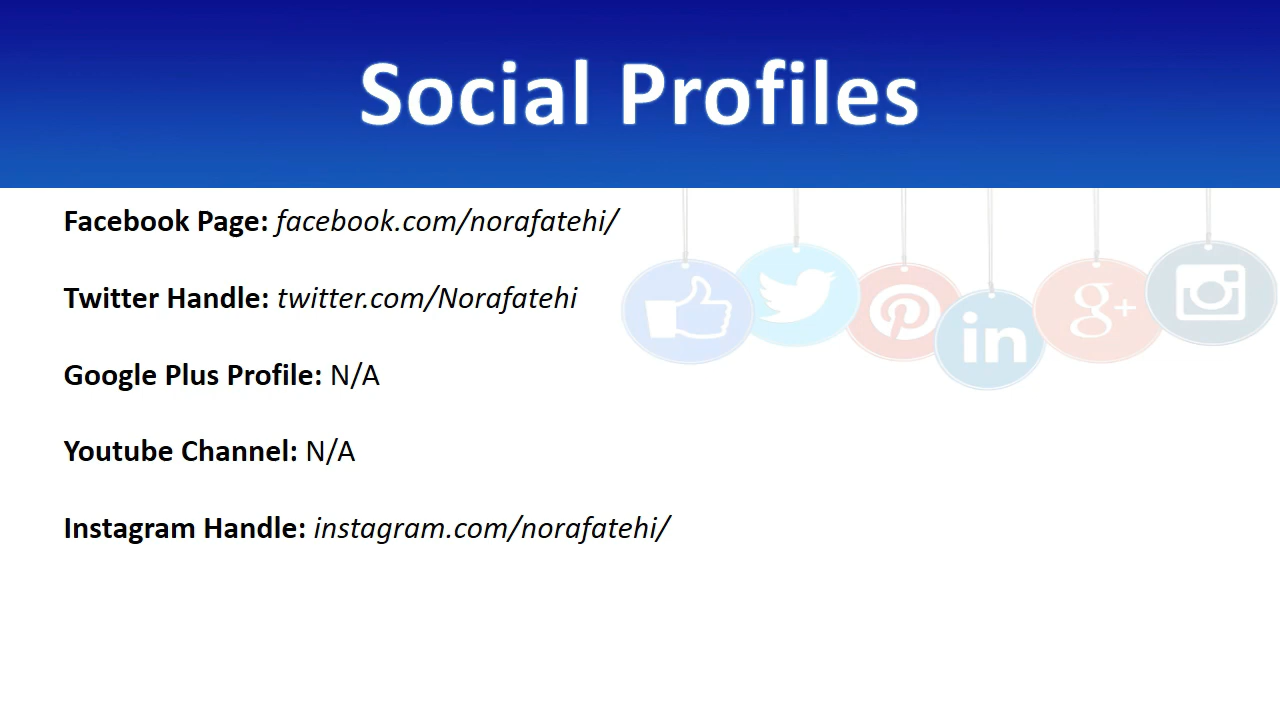 Social Profiles
Facebook Page: facebook.com/norafatehi/
Twitter Handle: twitter.com/Norafatehi
Google Plus Profile: N/A
Youtube Channel: N/A
Instagram Handle: instagram.com/norafatehi/
in
g+